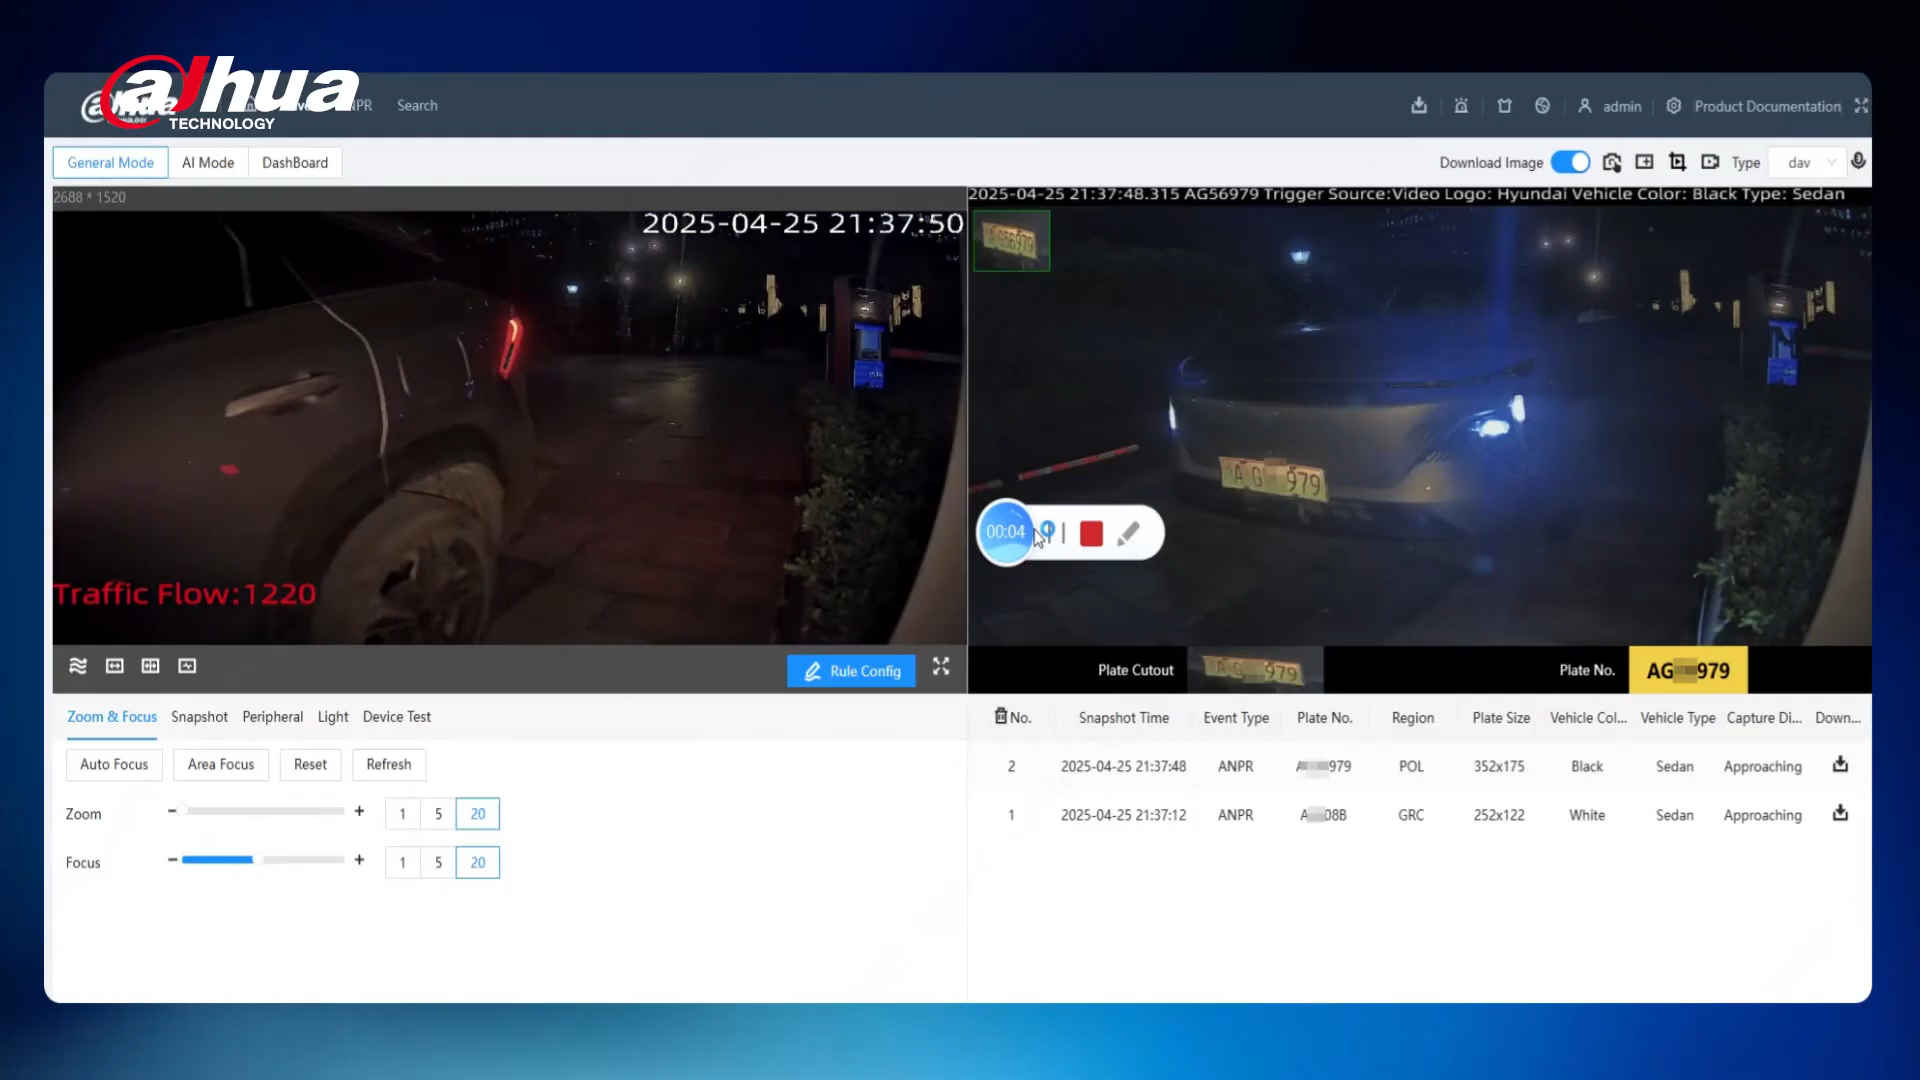 alhua
TECHNOLOGY
Search
admin
Product Documentation
General Mode
AI Mode
DashBoard
Download Image
Type
dav
2688 * 1520
2025-04-25 21:37:50
Traffic Flow:1220
Rule Config
2025-04-25 21:37:48.315 AG56979 Trigger Source:Video Logo: Hyundai Vehicle Color: Black Type: Sedan
AG 979
00:04
Plate Cutout
AG 979
Plate No.
AG 979
Zoom & Focus
Snapshot
Peripheral
Light
Device Test
Auto Focus
Area Focus
Reset
Refresh
Zoom
- + 1 5 20
Focus
- + 1 5 20
No. Snapshot Time Event Type Plate No. Region Plate Size Vehicle Col... Vehicle Type Capture Di... Down...
2 2025-04-25 21:37:48 ANPR A 979 POL 352x175 Black Sedan Approaching
1 2025-04-25 21:37:12 ANPR A 08B GRC 252x122 White Sedan Approaching